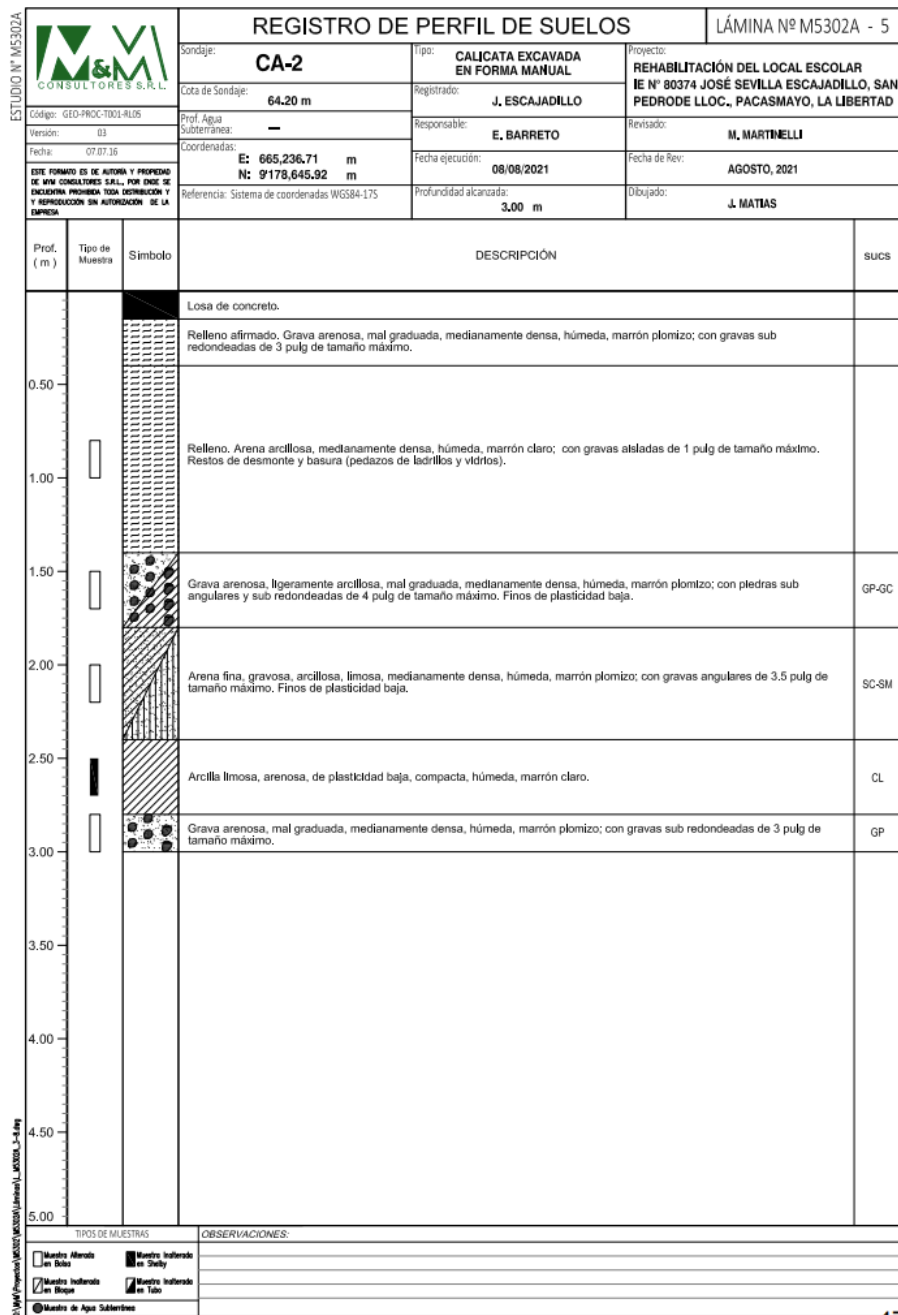 ESTUDIO N° M5302A
M&M
CONSULTORES S.R.L.
REGISTRO DE PERFIL DE SUELOS
LÁMINA Nº M5302A - 5
Sondaje:
CA-2
Tipo:
CALICATA EXCAVADA
EN FORMA MANUAL
Proyecto:
REHABILITACIÓN DEL LOCAL ESCOLAR
IE N° 80374 JOSÉ SEVILLA ESCAJADILLO, SAN
PEDRODE LLOC., PACASMAYO, LA LIBERTAD
Cota de Sondaje:
64.20 m
Registrado:
J. ESCAJADILLO
Código: GEO-PROC-T001-RL05
Versión: 03
Fecha: 07.07.16
Prof. Agua
Subterránea: —
Responsable:
E. BARRETO
Revisado:
M. MARTINELLI
Coordenadas:
E: 665,236.71 m
N: 9'178,645.92 m
Fecha ejecución:
08/08/2021
Fecha de Rev:
AGOSTO, 2021
ESTE FORMATO ES DE AUTORÍA Y PROPIEDAD
DE MYM CONSULTORES S.R.L., POR ENDE SE
ENCUENTRA PROHIBIDA TODA DISTRIBUCIÓN Y
Y REPRODUCCIÓN SIN AUTORIZACIÓN DE LA
EMPRESA
Referencia: Sistema de coordenadas WGS84-17S
Profundidad alcanzada:
3.00 m
Dibujado:
J. MATIAS
Prof.
( m )
Tipo de
Muestra
Símbolo
DESCRIPCIÓN
sucs
Losa de concreto.
Relleno afirmado. Grava arenosa, mal graduada, medianamente densa, húmeda, marrón plomizo; con gravas sub
redondeadas de 3 pulg de tamaño máximo.
0.50
Relleno. Arena arcillosa, medianamente densa, húmeda, marrón claro; con gravas aisladas de 1 pulg de tamaño máximo.
Restos de desmonte y basura (pedazos de ladrillos y vidrios).
1.00
1.50
Grava arenosa, ligeramente arcillosa, mal graduada, medianamente densa, húmeda, marrón plomizo; con piedras sub
angulares y sub redondeadas de 4 pulg de tamaño máximo. Finos de plasticidad baja.
GP-GC
2.00
Arena fina, gravosa, arcillosa, limosa, medianamente densa, húmeda, marrón plomizo; con gravas angulares de 3.5 pulg de
tamaño máximo. Finos de plasticidad baja.
SC-SM
2.50
Arcilla limosa, arenosa, de plasticidad baja, compacta, húmeda, marrón claro.
CL
Grava arenosa, mal graduada, medianamente densa, húmeda, marrón plomizo; con gravas sub redondeadas de 3 pulg de
tamaño máximo.
GP
3.00
3.50
4.00
4.50
5.00
TIPOS DE MUESTRAS
OBSERVACIONES:
Muestra Alterada
en Bolsa
Muestra Inalterada
en Shelby
Muestra Inalterada
en Bloque
Muestra Inalterada
en Tubo
Muestra de Agua Subterránea